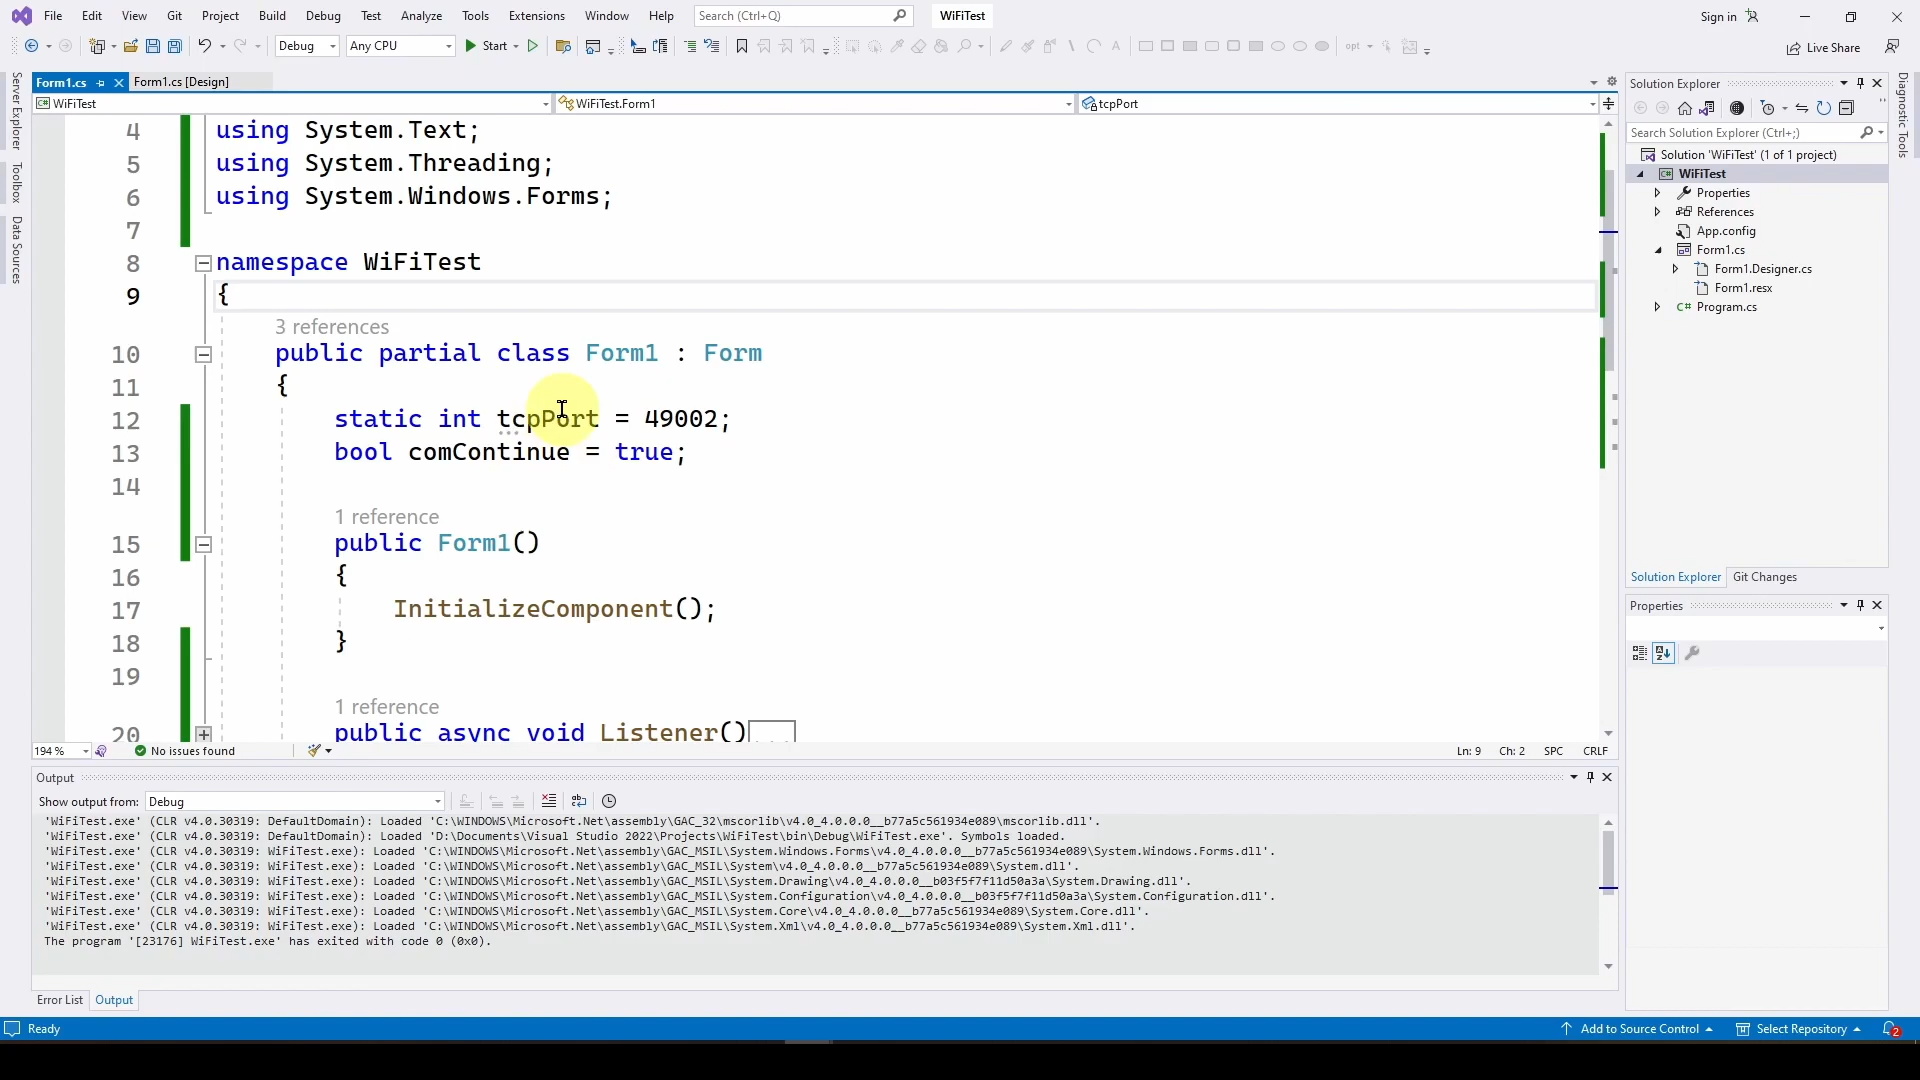 File Edit View Git Project Build Debug Test Analyze Tools Extensions Window Help Search (Ctrl+Q) WiFiTest Sign in
Debug Any CPU Start opt Live Share
Server Explorer
Toolbox
Data Sources
Form1.cs Form1.cs [Design]
WiFiTest WiFiTest.Form1 tcpPort
4 using System.Text;
5 using System.Threading;
6 using System.Windows.Forms;
7
8 namespace WiFiTest
9 {
3 references
10 public partial class Form1 : Form
11 {
12 static int tcpPort = 49002;
13 bool comContinue = true;
14
1 reference
15 public Form1()
16 {
17 InitializeComponent();
18 }
19
1 reference
20 public async void Listener()...
194 % No issues found Ln: 9 Ch: 2 SPC CRLF
Output
Show output from: Debug
'WiFiTest.exe' (CLR v4.0.30319: DefaultDomain): Loaded 'C:\WINDOWS\Microsoft.Net\assembly\GAC_32\mscorlib\v4.0_4.0.0.0__b77a5c561934e089\mscorlib.dll'.
'WiFiTest.exe' (CLR v4.0.30319: DefaultDomain): Loaded 'D:\Documents\Visual Studio 2022\Projects\WiFiTest\bin\Debug\WiFiTest.exe'. Symbols loaded.
'WiFiTest.exe' (CLR v4.0.30319: WiFiTest.exe): Loaded 'C:\WINDOWS\Microsoft.Net\assembly\GAC_MSIL\System.Windows.Forms\v4.0_4.0.0.0__b77a5c561934e089\System.Windows.Forms.dll'.
'WiFiTest.exe' (CLR v4.0.30319: WiFiTest.exe): Loaded 'C:\WINDOWS\Microsoft.Net\assembly\GAC_MSIL\System\v4.0_4.0.0.0__b77a5c561934e089\System.dll'.
'WiFiTest.exe' (CLR v4.0.30319: WiFiTest.exe): Loaded 'C:\WINDOWS\Microsoft.Net\assembly\GAC_MSIL\System.Drawing\v4.0_4.0.0.0__b03f5f7f11d50a3a\System.Drawing.dll'.
'WiFiTest.exe' (CLR v4.0.30319: WiFiTest.exe): Loaded 'C:\WINDOWS\Microsoft.Net\assembly\GAC_MSIL\System.Configuration\v4.0_4.0.0.0__b03f5f7f11d50a3a\System.Configuration.dll'.
'WiFiTest.exe' (CLR v4.0.30319: WiFiTest.exe): Loaded 'C:\WINDOWS\Microsoft.Net\assembly\GAC_MSIL\System.Core\v4.0_4.0.0.0__b77a5c561934e089\System.Core.dll'.
'WiFiTest.exe' (CLR v4.0.30319: WiFiTest.exe): Loaded 'C:\WINDOWS\Microsoft.Net\assembly\GAC_MSIL\System.Xml\v4.0_4.0.0.0__b77a5c561934e089\System.Xml.dll'.
The program '[23176] WiFiTest.exe' has exited with code 0 (0x0).
Error List Output
Solution Explorer
Search Solution Explorer (Ctrl+;)
Solution 'WiFiTest' (1 of 1 project)
WiFiTest
Properties
References
App.config
Form1.cs
Form1.Designer.cs
Form1.resx
C# Program.cs
Solution Explorer Git Changes
Properties
Diagnostic Tools
Ready Add to Source Control Select Repository 2